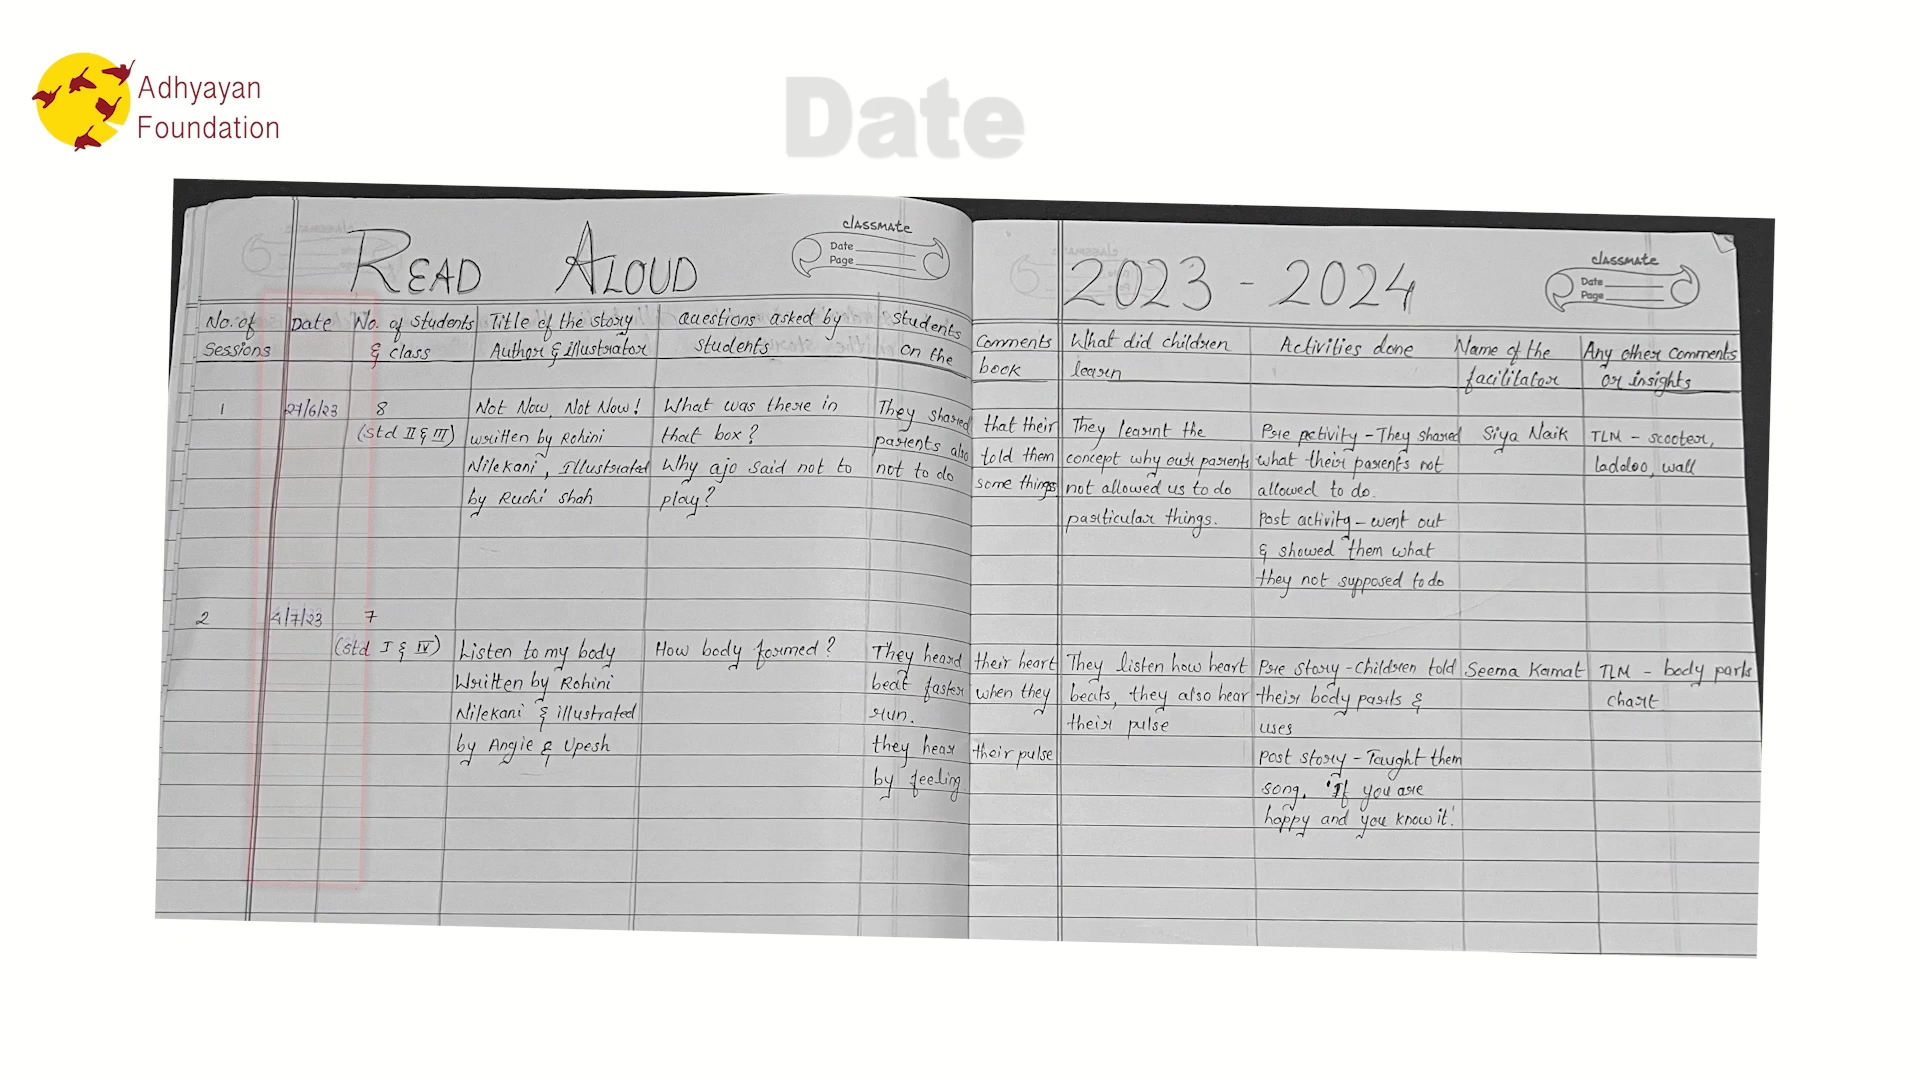 Adhyayan
Foundation
Date
READ ALOUD
classmate
Date
Page
2023 - 2024
classmate
Date
Page
No. of
Sessions
Date
No. of students
& class
Title of the story
Author & illustrator
Questions asked by
students
Students
on the
Comments
book
What did children
learn
Activities done
Name of the
facilitator
Any other comments
or insights
1
27/6/23
8
(std II & III)
Not Now, Not Now!
written by Rohini
Nilekani, Illustrated
by Ruchi Shah
What was there in
that box?
Why ajo said not to
play?
They shared that their
parents also told them
not to do some things
They learnt the
concept why our parents
not allowed us to do
particular things.
Pre activity - They shared
what their parents not
allowed to do.
Post activity - went out
& showed them what
they not supposed to do
Siya Naik
TLM - scooter,
laddoo, wall
2
4/7/23
7
(std I & IV)
Listen to my body
Written by Rohini
Nilekani & illustrated
by Angie & Upesh
How body formed?
They heard their heart
beat faster when they
run.
they hear their pulse
by feeling
They listen how heart
beats, they also hear
their pulse
Pre story - Children told
their body parts &
uses
Post story - Taught them
song, 'If you are
happy and you know it'.
Seema Kamat
TLM - body parts
chart